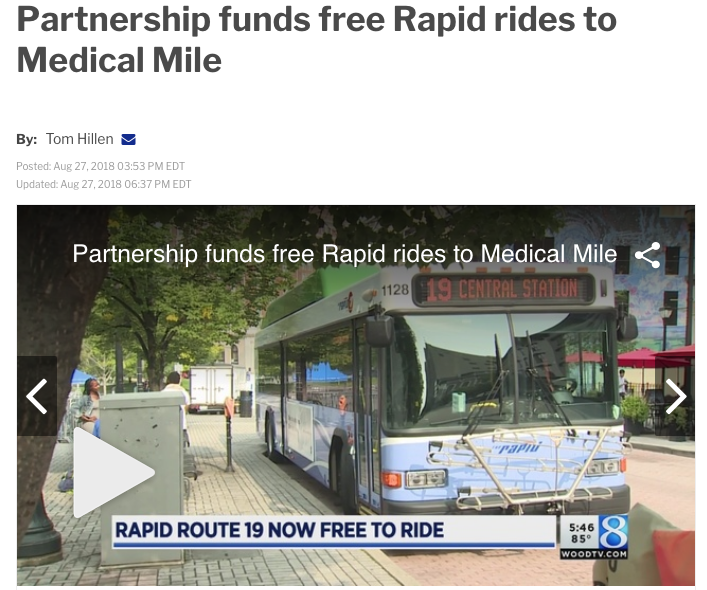 Partnership funds free Rapid rides to
Medical Mile
By: Tom Hillen
Posted: Aug 27, 2018 03:53 PM EDT
Updated: Aug 27, 2018 06:37 PM EDT
Partnership funds free Rapid rides to Medical Mile
1128
19 CENTRAL STATION
rapid
RAPID ROUTE 19 NOW FREE TO RIDE
5:46
85°
8
WOODTV.COM